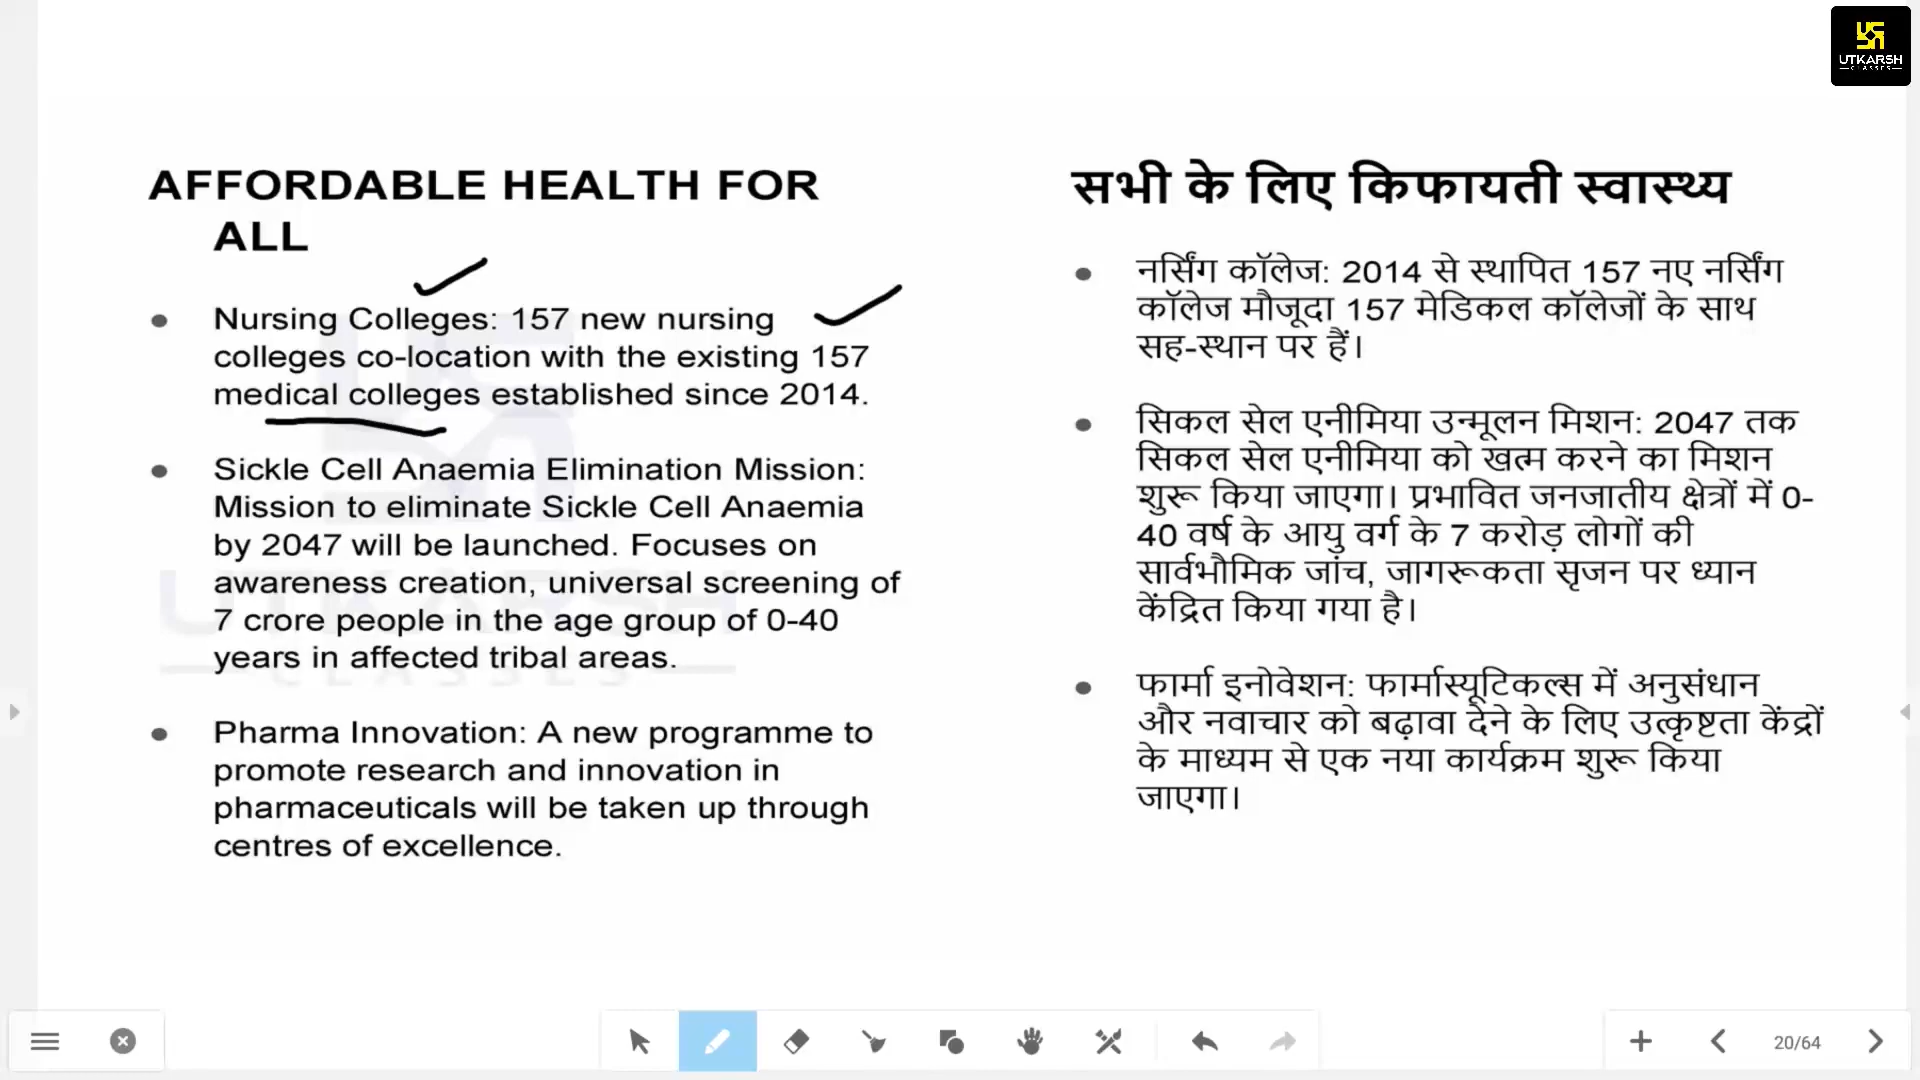 UTKARSH
CLASSES
AFFORDABLE HEALTH FOR
ALL
Nursing Colleges: 157 new nursing
colleges co-location with the existing 157
medical colleges established since 2014.
Sickle Cell Anaemia Elimination Mission:
Mission to eliminate Sickle Cell Anaemia
by 2047 will be launched. Focuses on
awareness creation, universal screening of
7 crore people in the age group of 0-40
years in affected tribal areas.
Pharma Innovation: A new programme to
promote research and innovation in
pharmaceuticals will be taken up through
centres of excellence.
सभी के लिए किफायती स्वास्थ्य
नर्सिंग कॉलेज: 2014 से स्थापित 157 नए नर्सिंग
कॉलेज मौजूदा 157 मेडिकल कॉलेजों के साथ
सह-स्थान पर हैं।
सिकल सेल एनीमिया उन्मूलन मिशन: 2047 तक
सिकल सेल एनीमिया को खत्म करने का मिशन
शुरू किया जाएगा। प्रभावित जनजातीय क्षेत्रों में 0-
40 वर्ष के आयु वर्ग के 7 करोड़ लोगों की
सार्वभौमिक जांच, जागरूकता सृजन पर ध्यान
केंद्रित किया गया है।
फार्मा इनोवेशन: फार्मास्यूटिकल्स में अनुसंधान
और नवाचार को बढ़ावा देने के लिए उत्कृष्टता केंद्रों
के माध्यम से एक नया कार्यक्रम शुरू किया
जाएगा।
UTKARSH
CLASSES
20/64